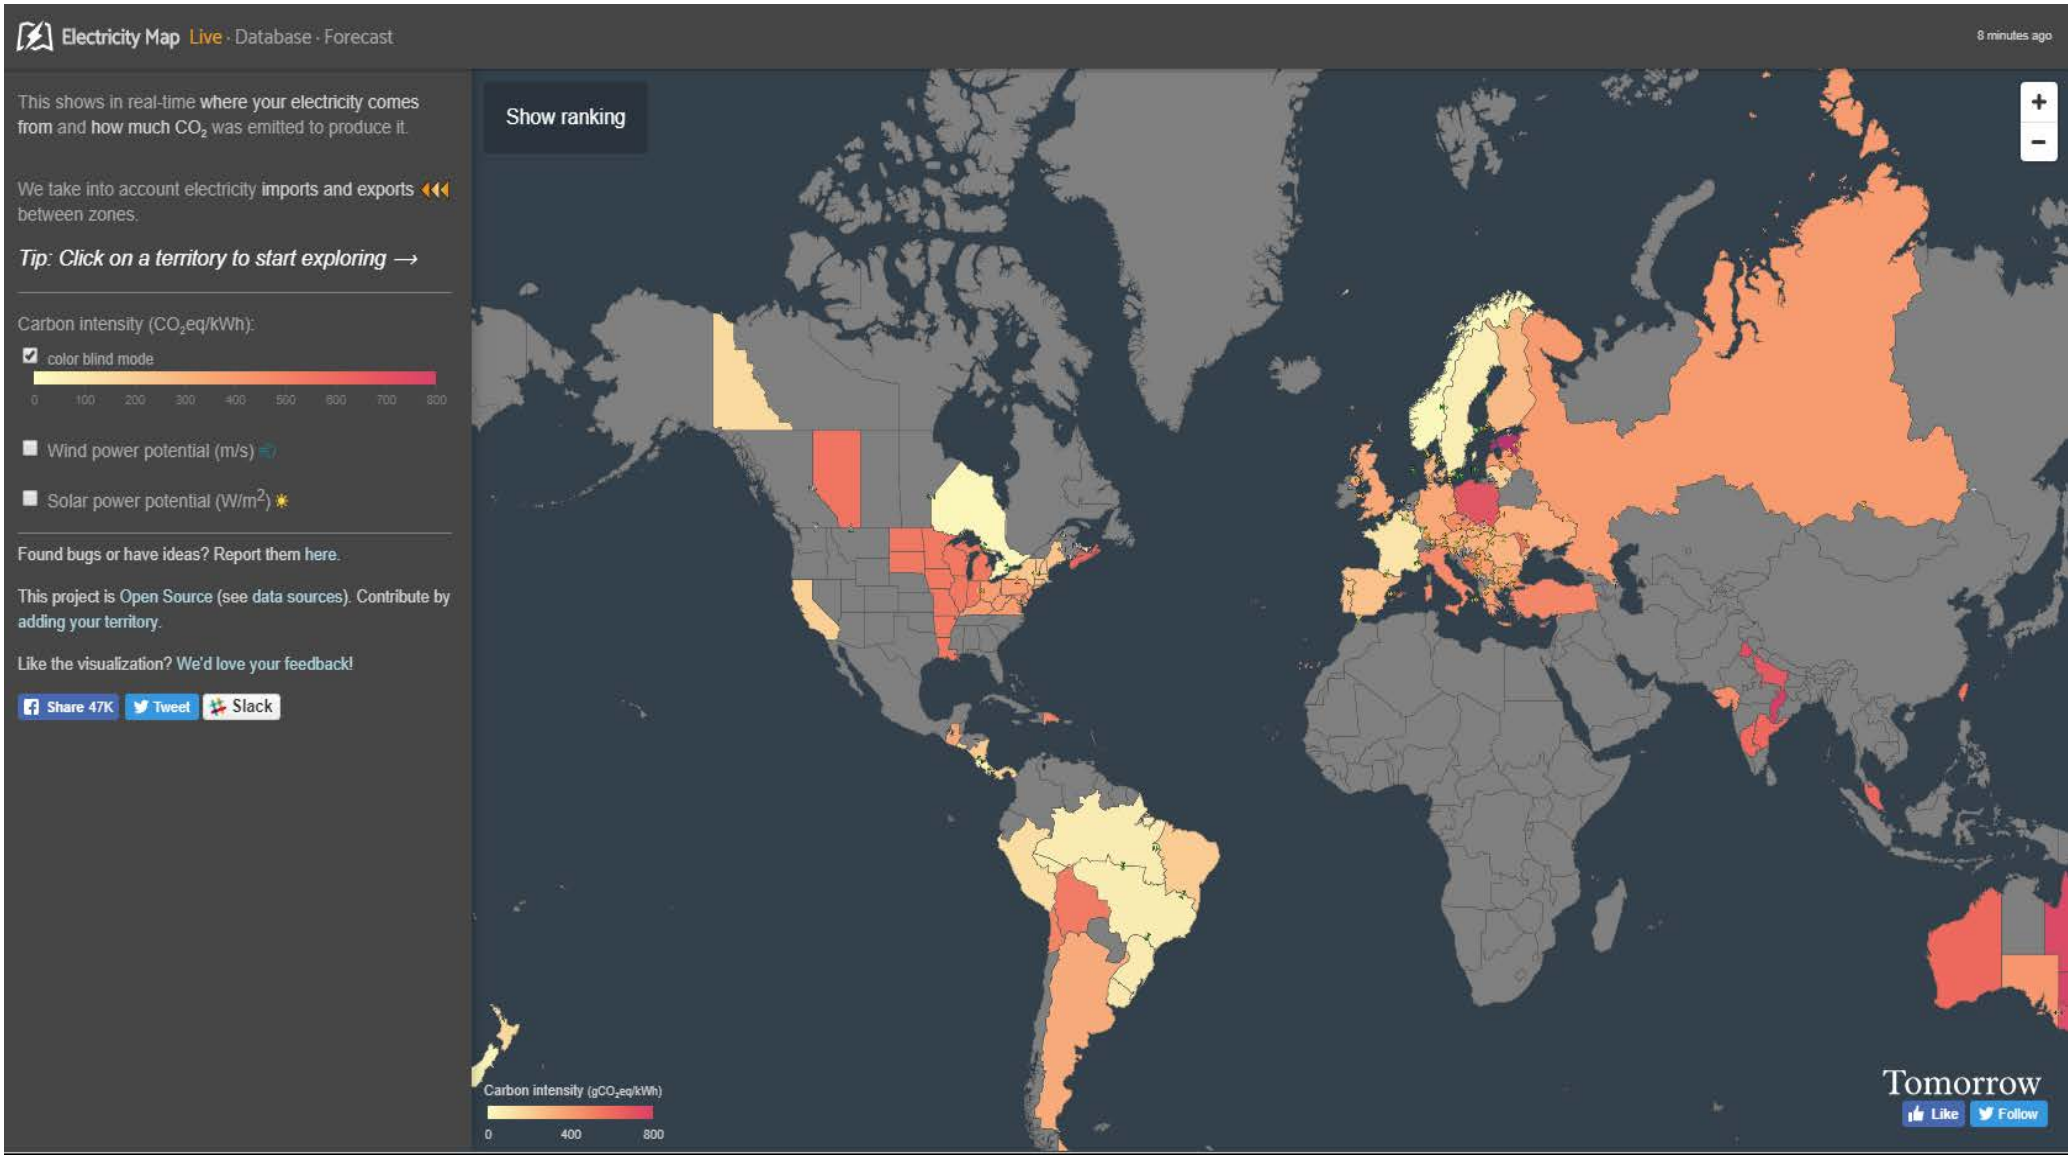 Electricity Map Live · Database · Forecast
8 minutes ago
This shows in real-time where your electricity comes
from and how much CO₂ was emitted to produce it.
We take into account electricity imports and exports
between zones.
Tip: Click on a territory to start exploring →
Carbon intensity (CO₂eq/kWh):
color blind mode
0 100 200 300 400 500 600 700 800
Wind power potential (m/s)
Solar power potential (W/m²)
Found bugs or have ideas? Report them here.
This project is Open Source (see data sources). Contribute by
adding your territory.
Like the visualization? We'd love your feedback!
Share 47K Tweet Slack
Show ranking
+
-
Carbon intensity (gCO₂eq/kWh)
0 400 800
Tomorrow
Like Follow